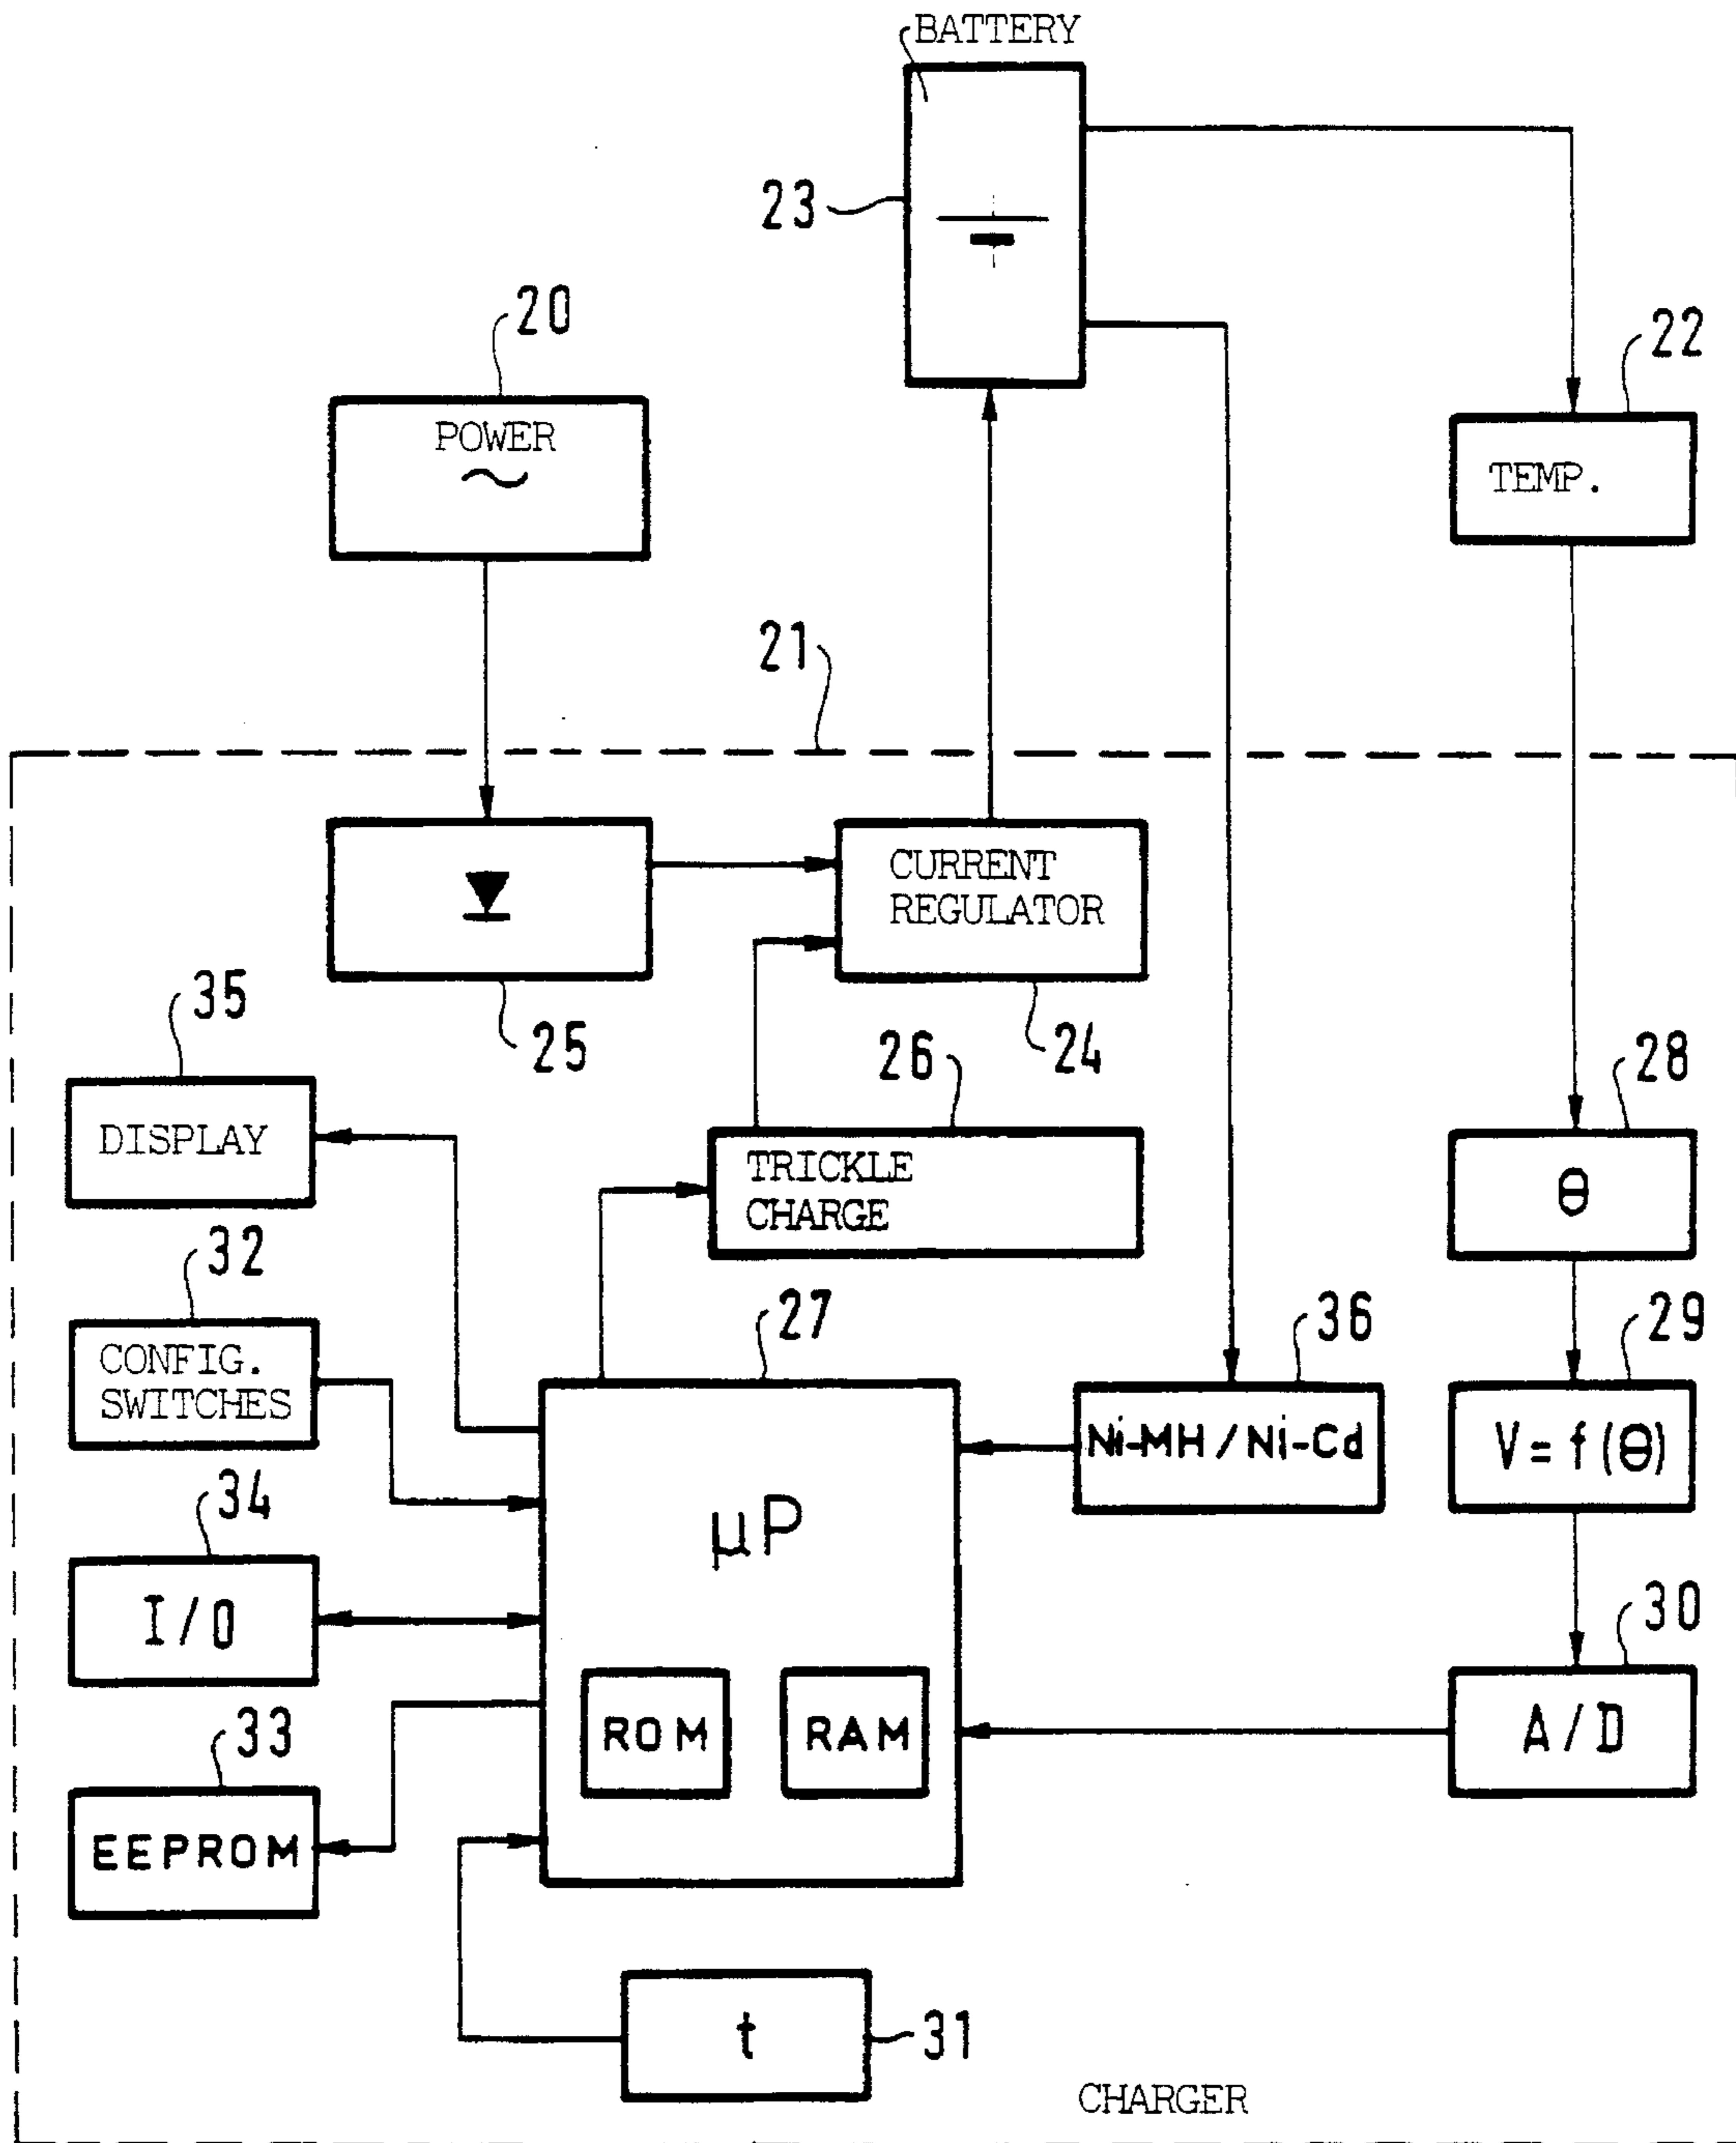 BATTERY
23
20
POWER
22
TEMP.
21
CURRENT
REGULATOR
35
25
24
26
28
DISPLAY
TRICKLE
CHARGE
θ
32
27
36
29
CONFIG.
SWITCHES
Ni-MH / Ni-Cd
V = f(θ)
34
μP
I/O
30
ROM
RAM
A/D
33
EEPROM
t
31
CHARGER